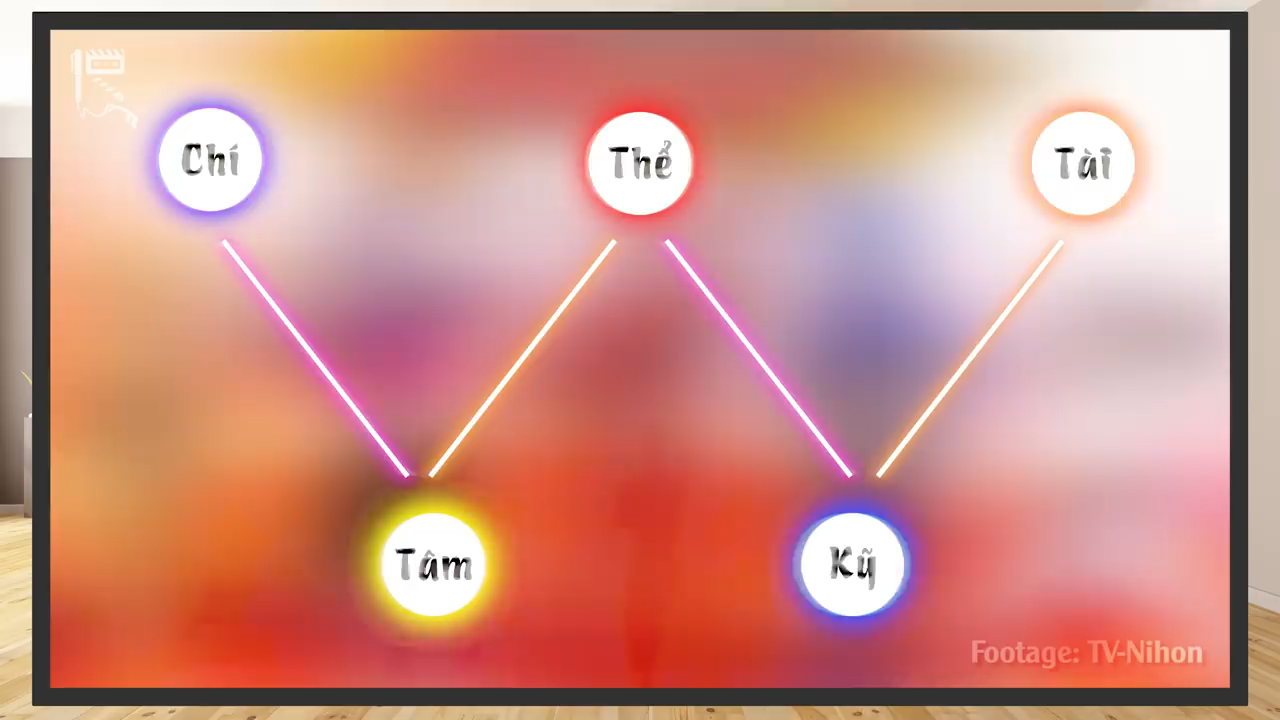 Chí
Thể
Tài
Tâm
Kỹ
Footage: TV-Nihon